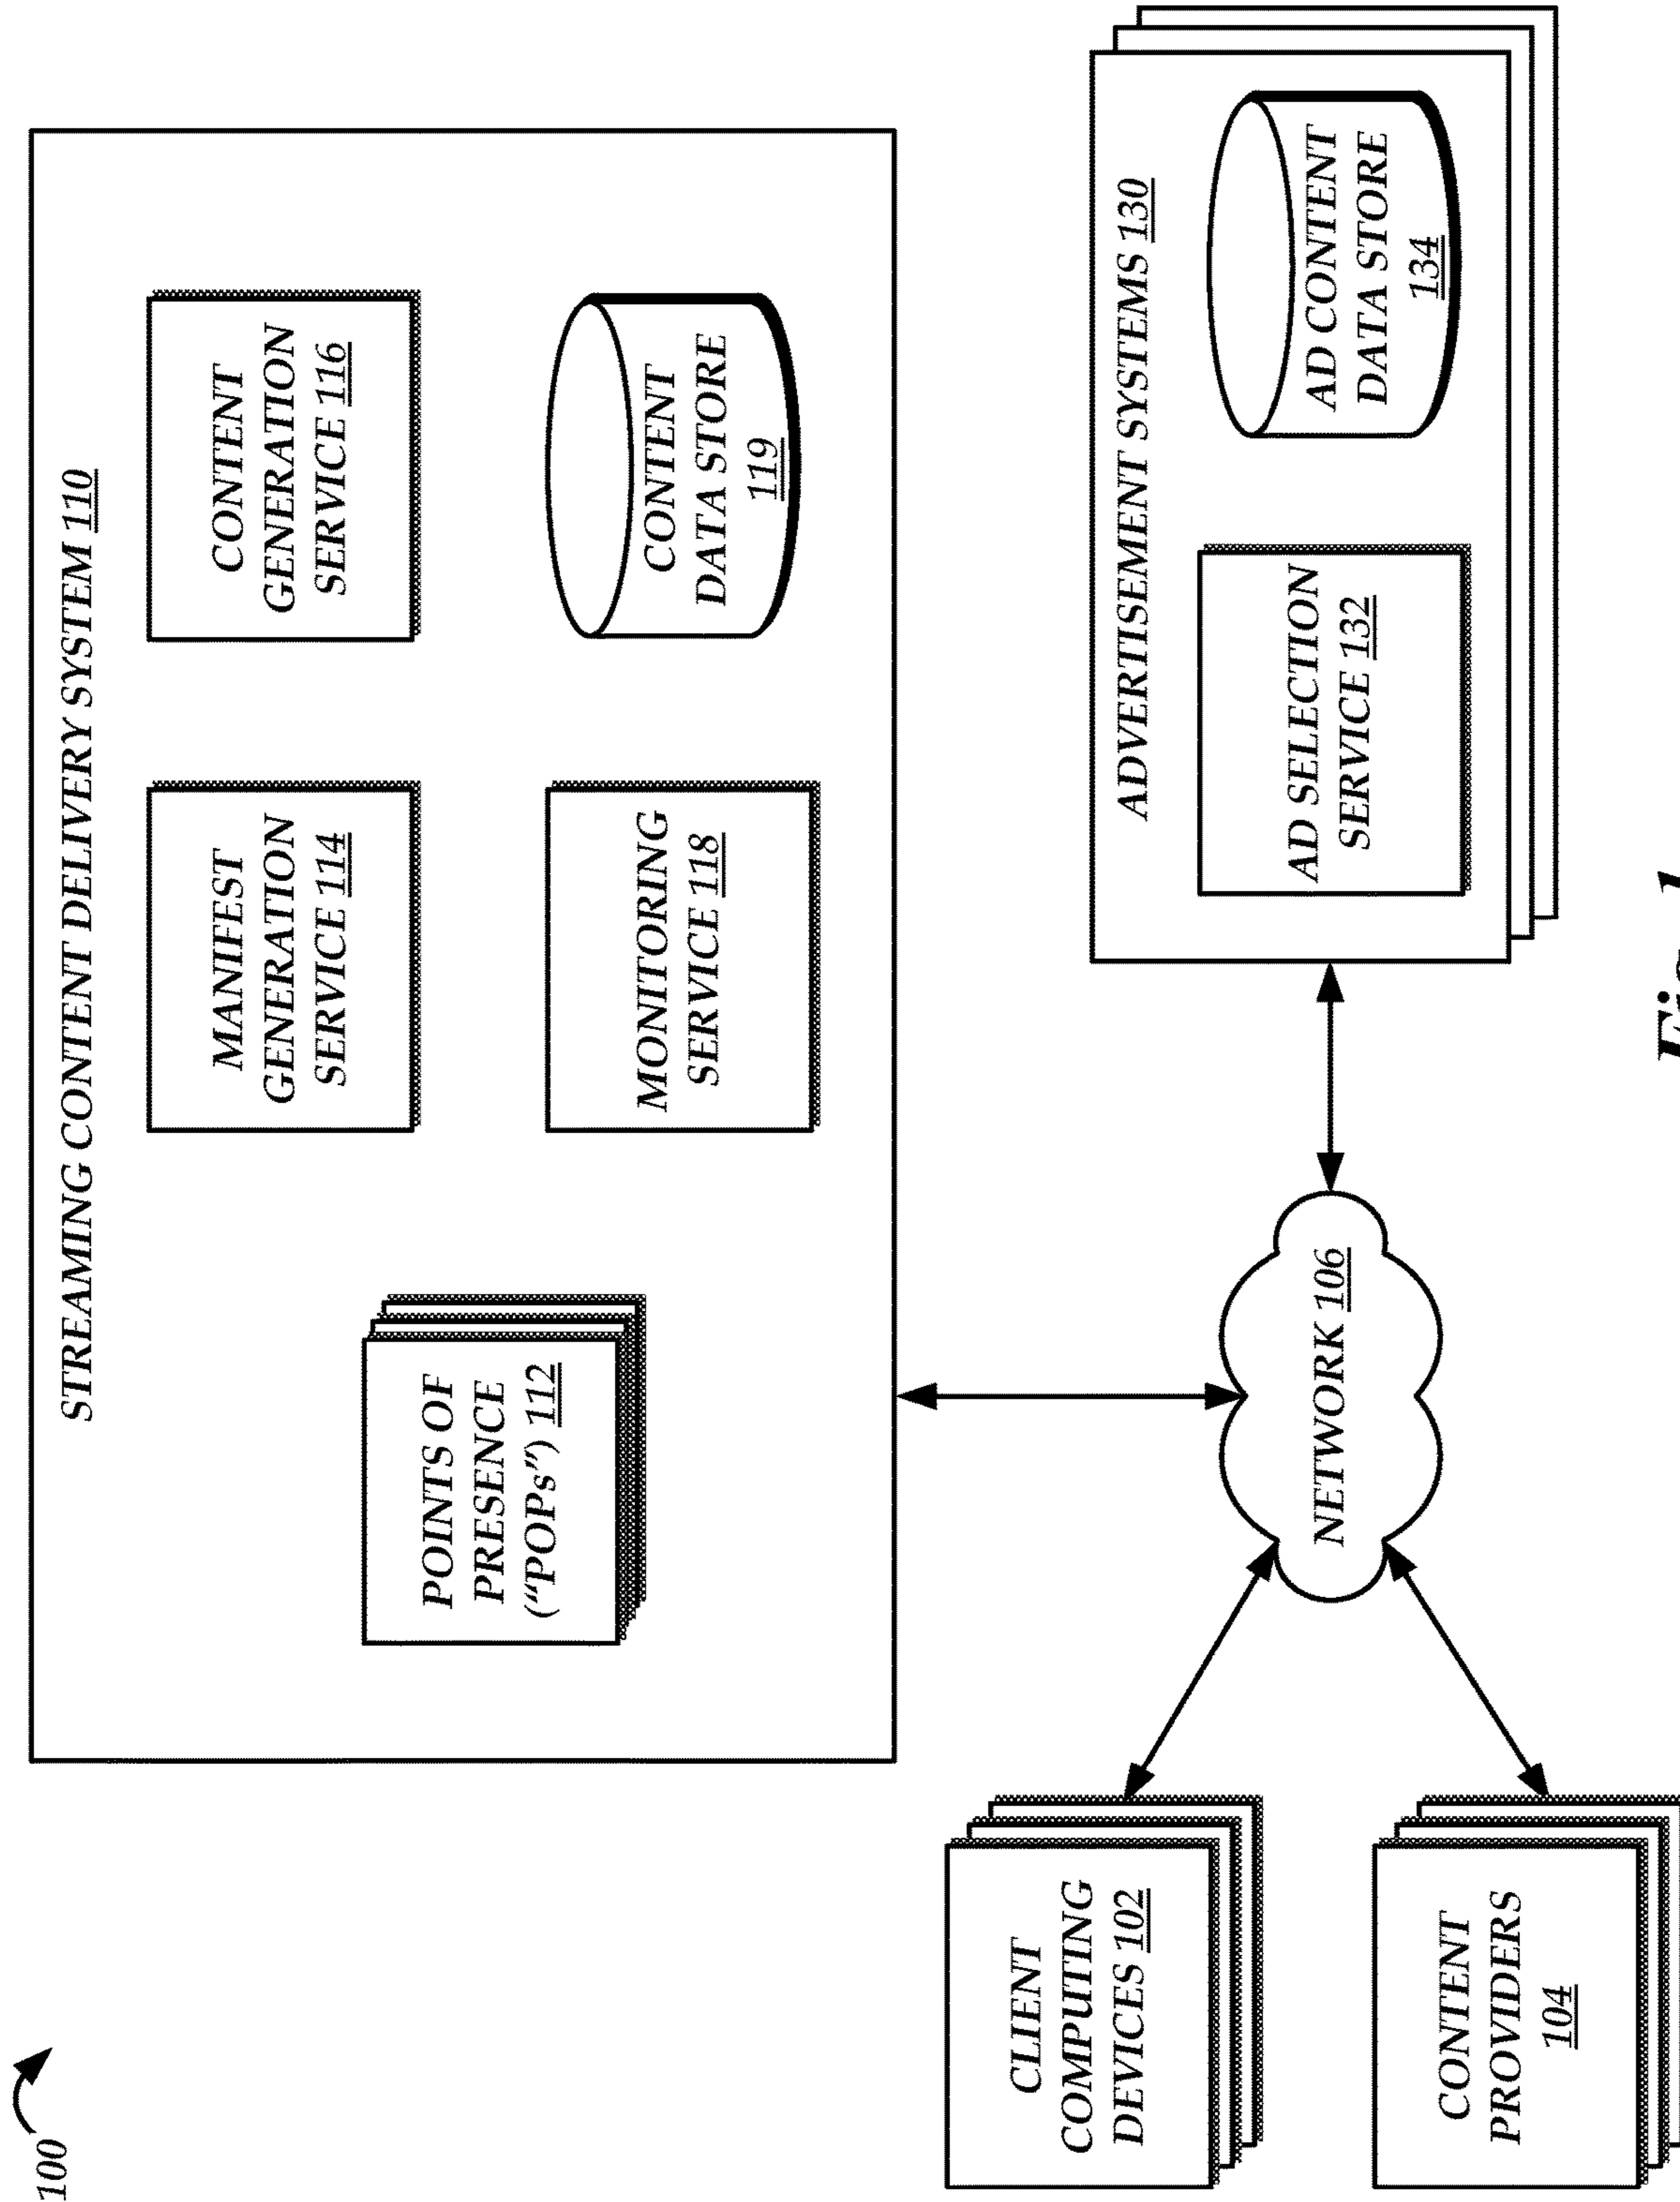 100
STREAMING CONTENT DELIVERY SYSTEM 110
POINTS OF
PRESENCE
(“POPs”) 112
MANIFEST
GENERATION
SERVICE 114
CONTENT
GENERATION
SERVICE 116
MONITORING
SERVICE 118
CONTENT
DATA STORE
119
CLIENT
COMPUTING
DEVICES 102
CONTENT
PROVIDERS
104
NETWORK 106
ADVERTISEMENT SYSTEMS 130
AD SELECTION
SERVICE 132
AD CONTENT
DATA STORE
134
Fig. 1